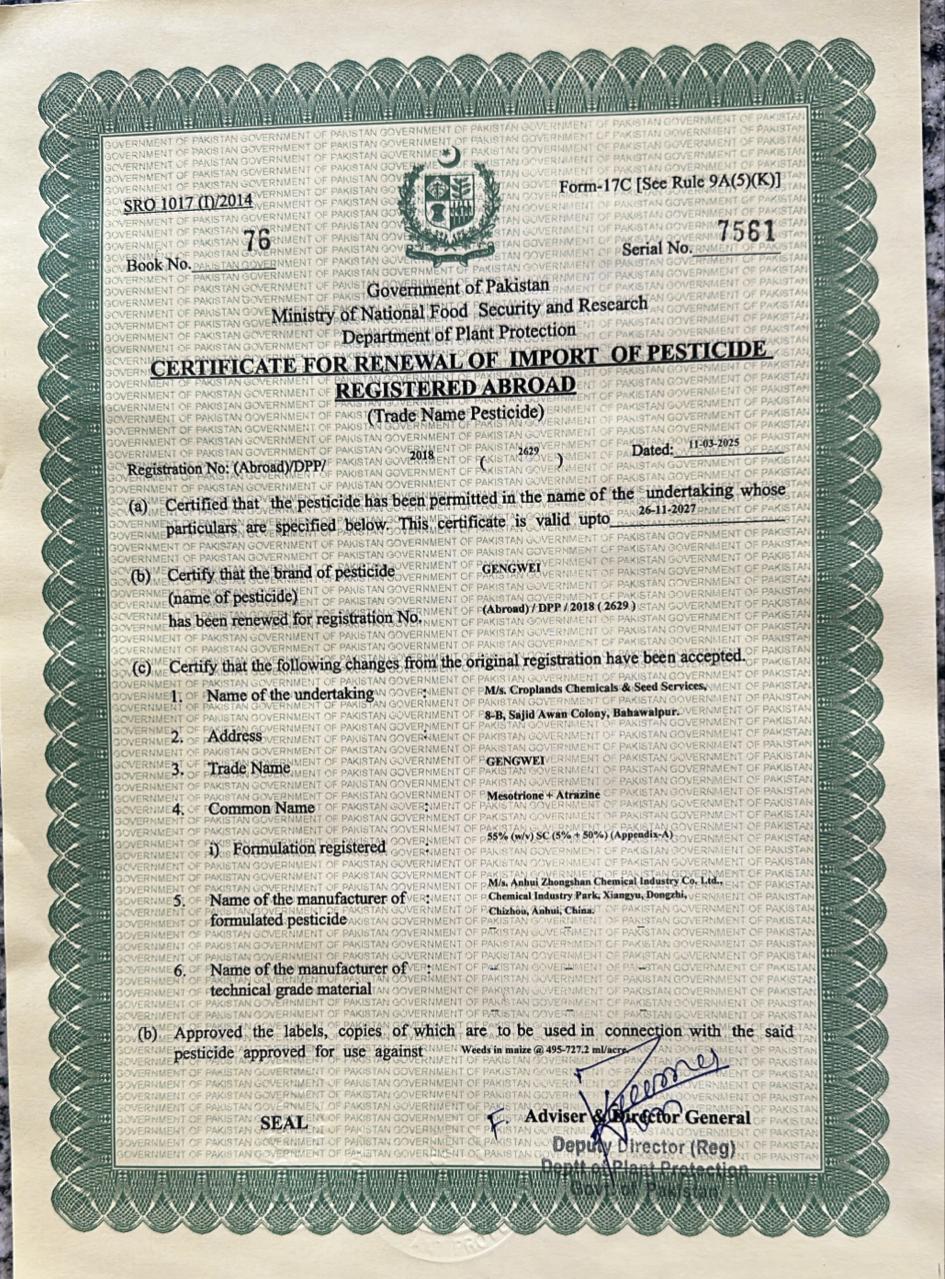 Form-17C [See Rule 9A(5)(K)]
SRO 1017 (I)/2014
Book No. 76
Serial No. 7561
Government of Pakistan
Ministry of National Food Security and Research
Department of Plant Protection
CERTIFICATE FOR RENEWAL OF IMPORT OF PESTICIDE
REGISTERED ABROAD
(Trade Name Pesticide)
Registration No: (Abroad)/DPP/ 2018 ( 2629 ) Dated: 11-03-2025
(a) Certified that the pesticide has been permitted in the name of the undertaking whose
particulars are specified below. This certificate is valid upto 26-11-2027
(b) Certify that the brand of pesticide GENGWEI
(name of pesticide)
has been renewed for registration No. (Abroad) / DPP / 2018 ( 2629 )
(c) Certify that the following changes from the original registration have been accepted.
1. Name of the undertaking : M/s. Croplands Chemicals & Seed Services,
8-B, Sajid Awan Colony, Bahawalpur.
2. Address :
3. Trade Name GENGWEI
4. Common Name : Mesotrione + Atrazine
i) Formulation registered : 55% (w/v) SC (5% + 50%) (Appendix-A)
5. Name of the manufacturer of : M/s. Anhui Zhongshan Chemical Industry Co. Ltd.,
formulated pesticide Chemical Industry Park, Xiangyu, Dongzhi,
Chizhou, Anhui, China.
6. Name of the manufacturer of :
technical grade material
(b) Approved the labels, copies of which are to be used in connection with the said
pesticide approved for use against Weeds in maize @ 495-727.2 ml/acre.
SEAL
F. Adviser & Director General
Deputy Director (Reg)
Deptt of Plant Protection
Govt of Pakistan